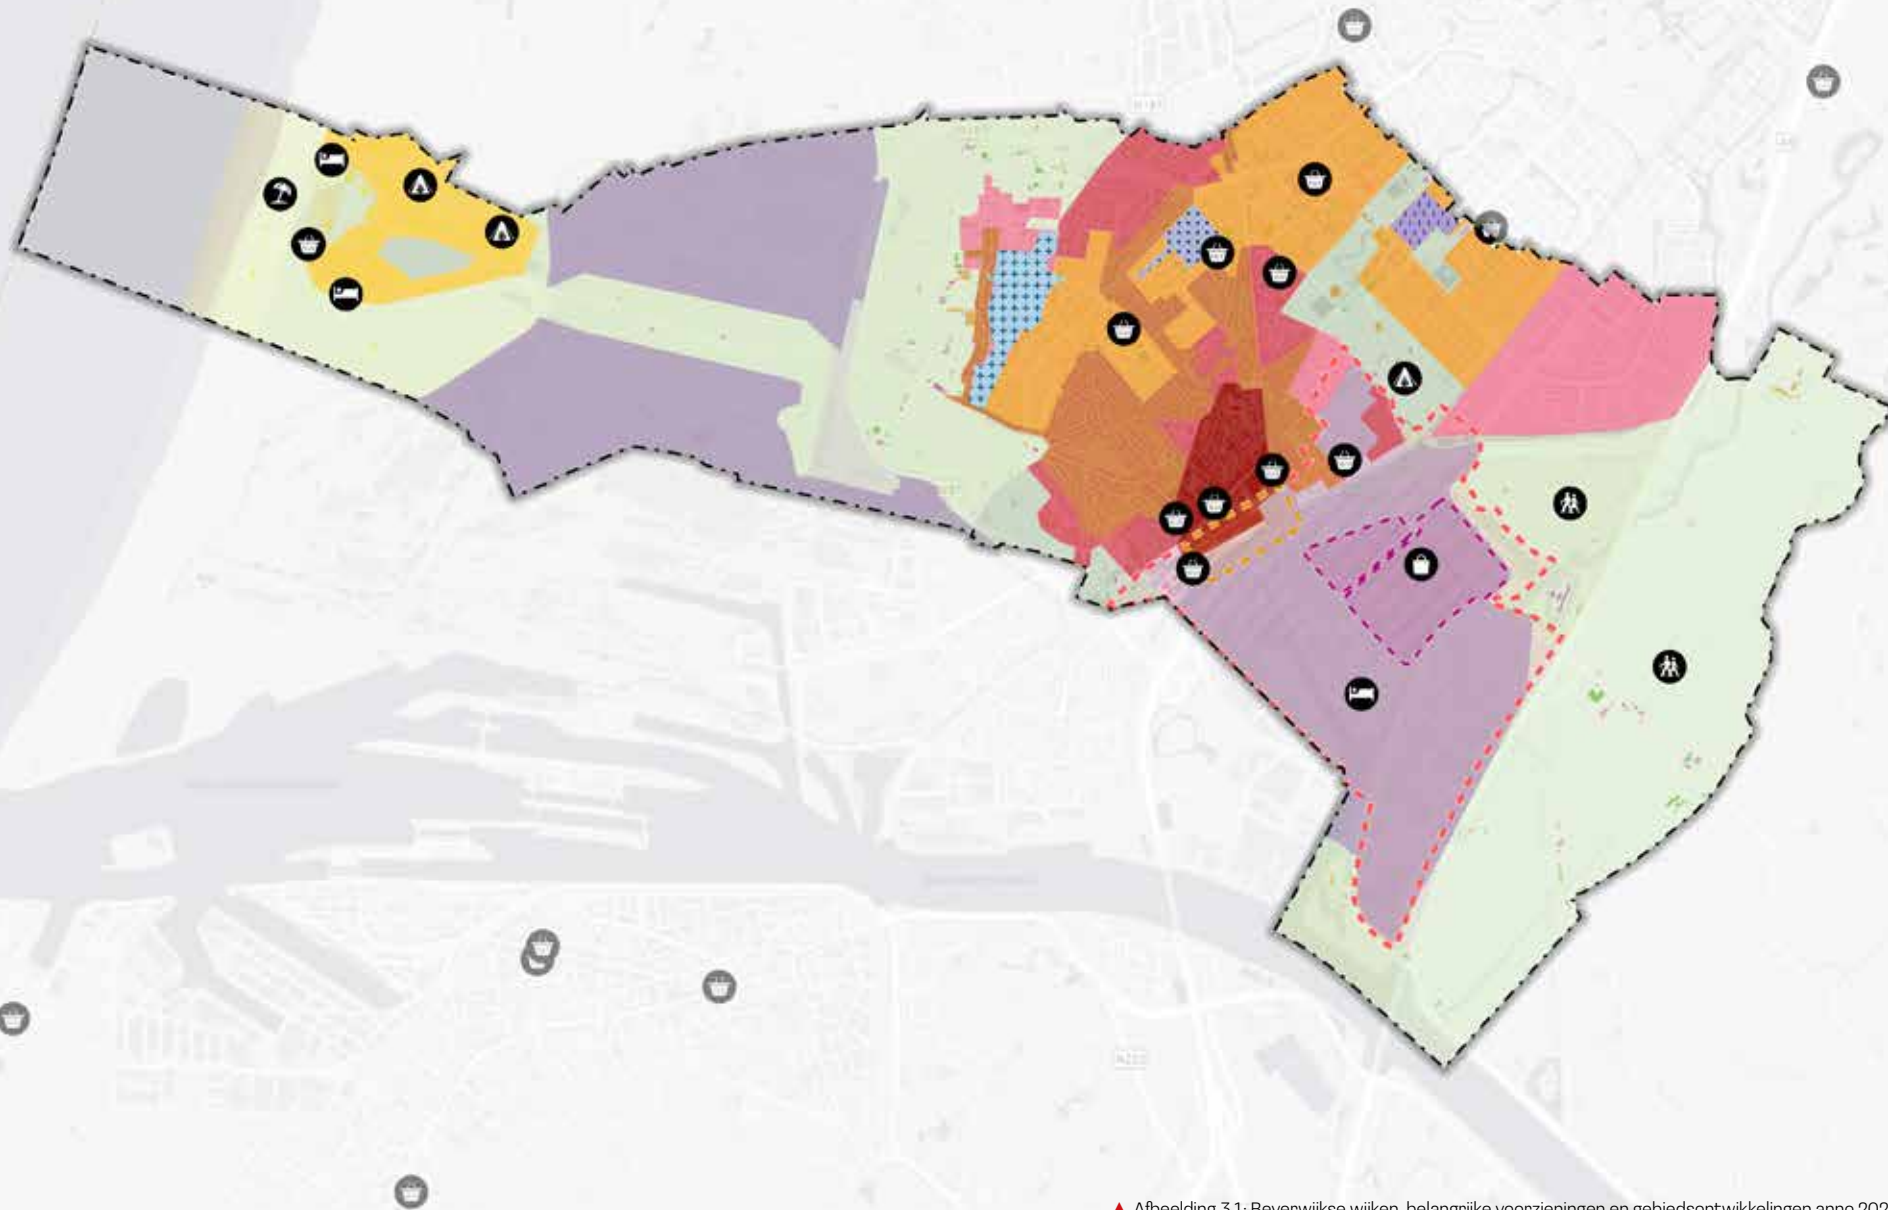 ▲ Afbeelding 3.1: Beverwijkse wijken, belangrijke voorzieningen en gebiedsontwikkelingen anno 202